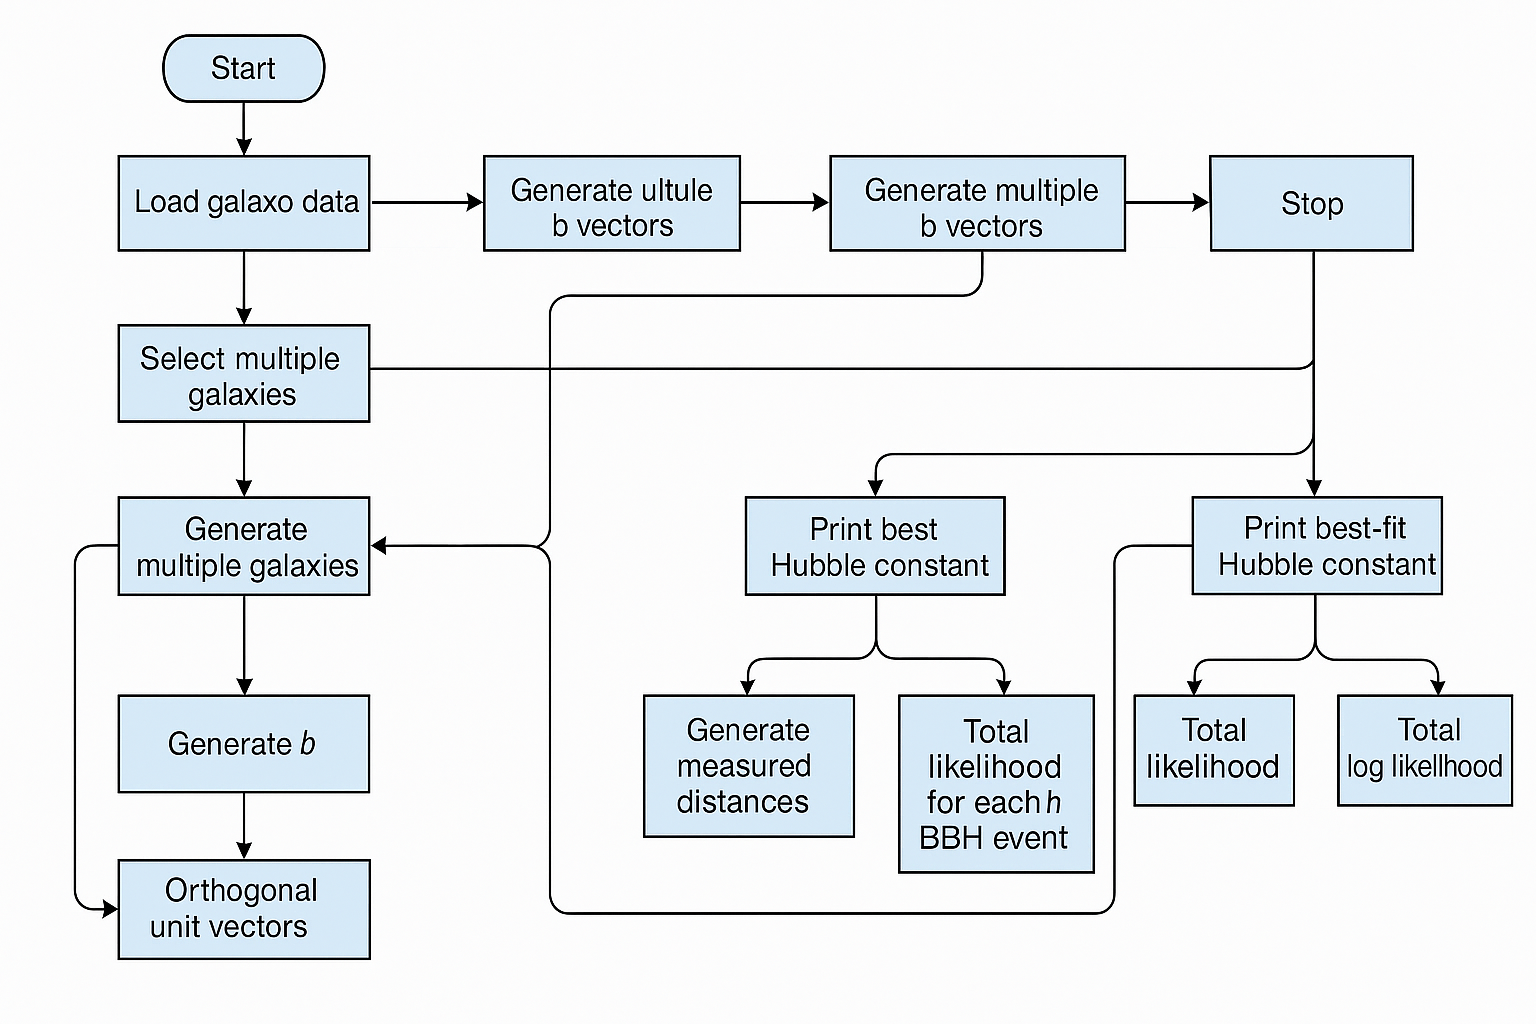 Start
Load galaxo data
Generate ultule
b vectors
Generate multiple
b vectors
Stop
Select multiple
galaxies
Generate
multiple galaxies
Print best
Hubble constant
Print best-fit
Hubble constant
Generate b
Generate
measured
distances
Total
likelihood
for each h
BBH event
Total
likelihood
Total
log likellhood
Orthogonal
unit vectors